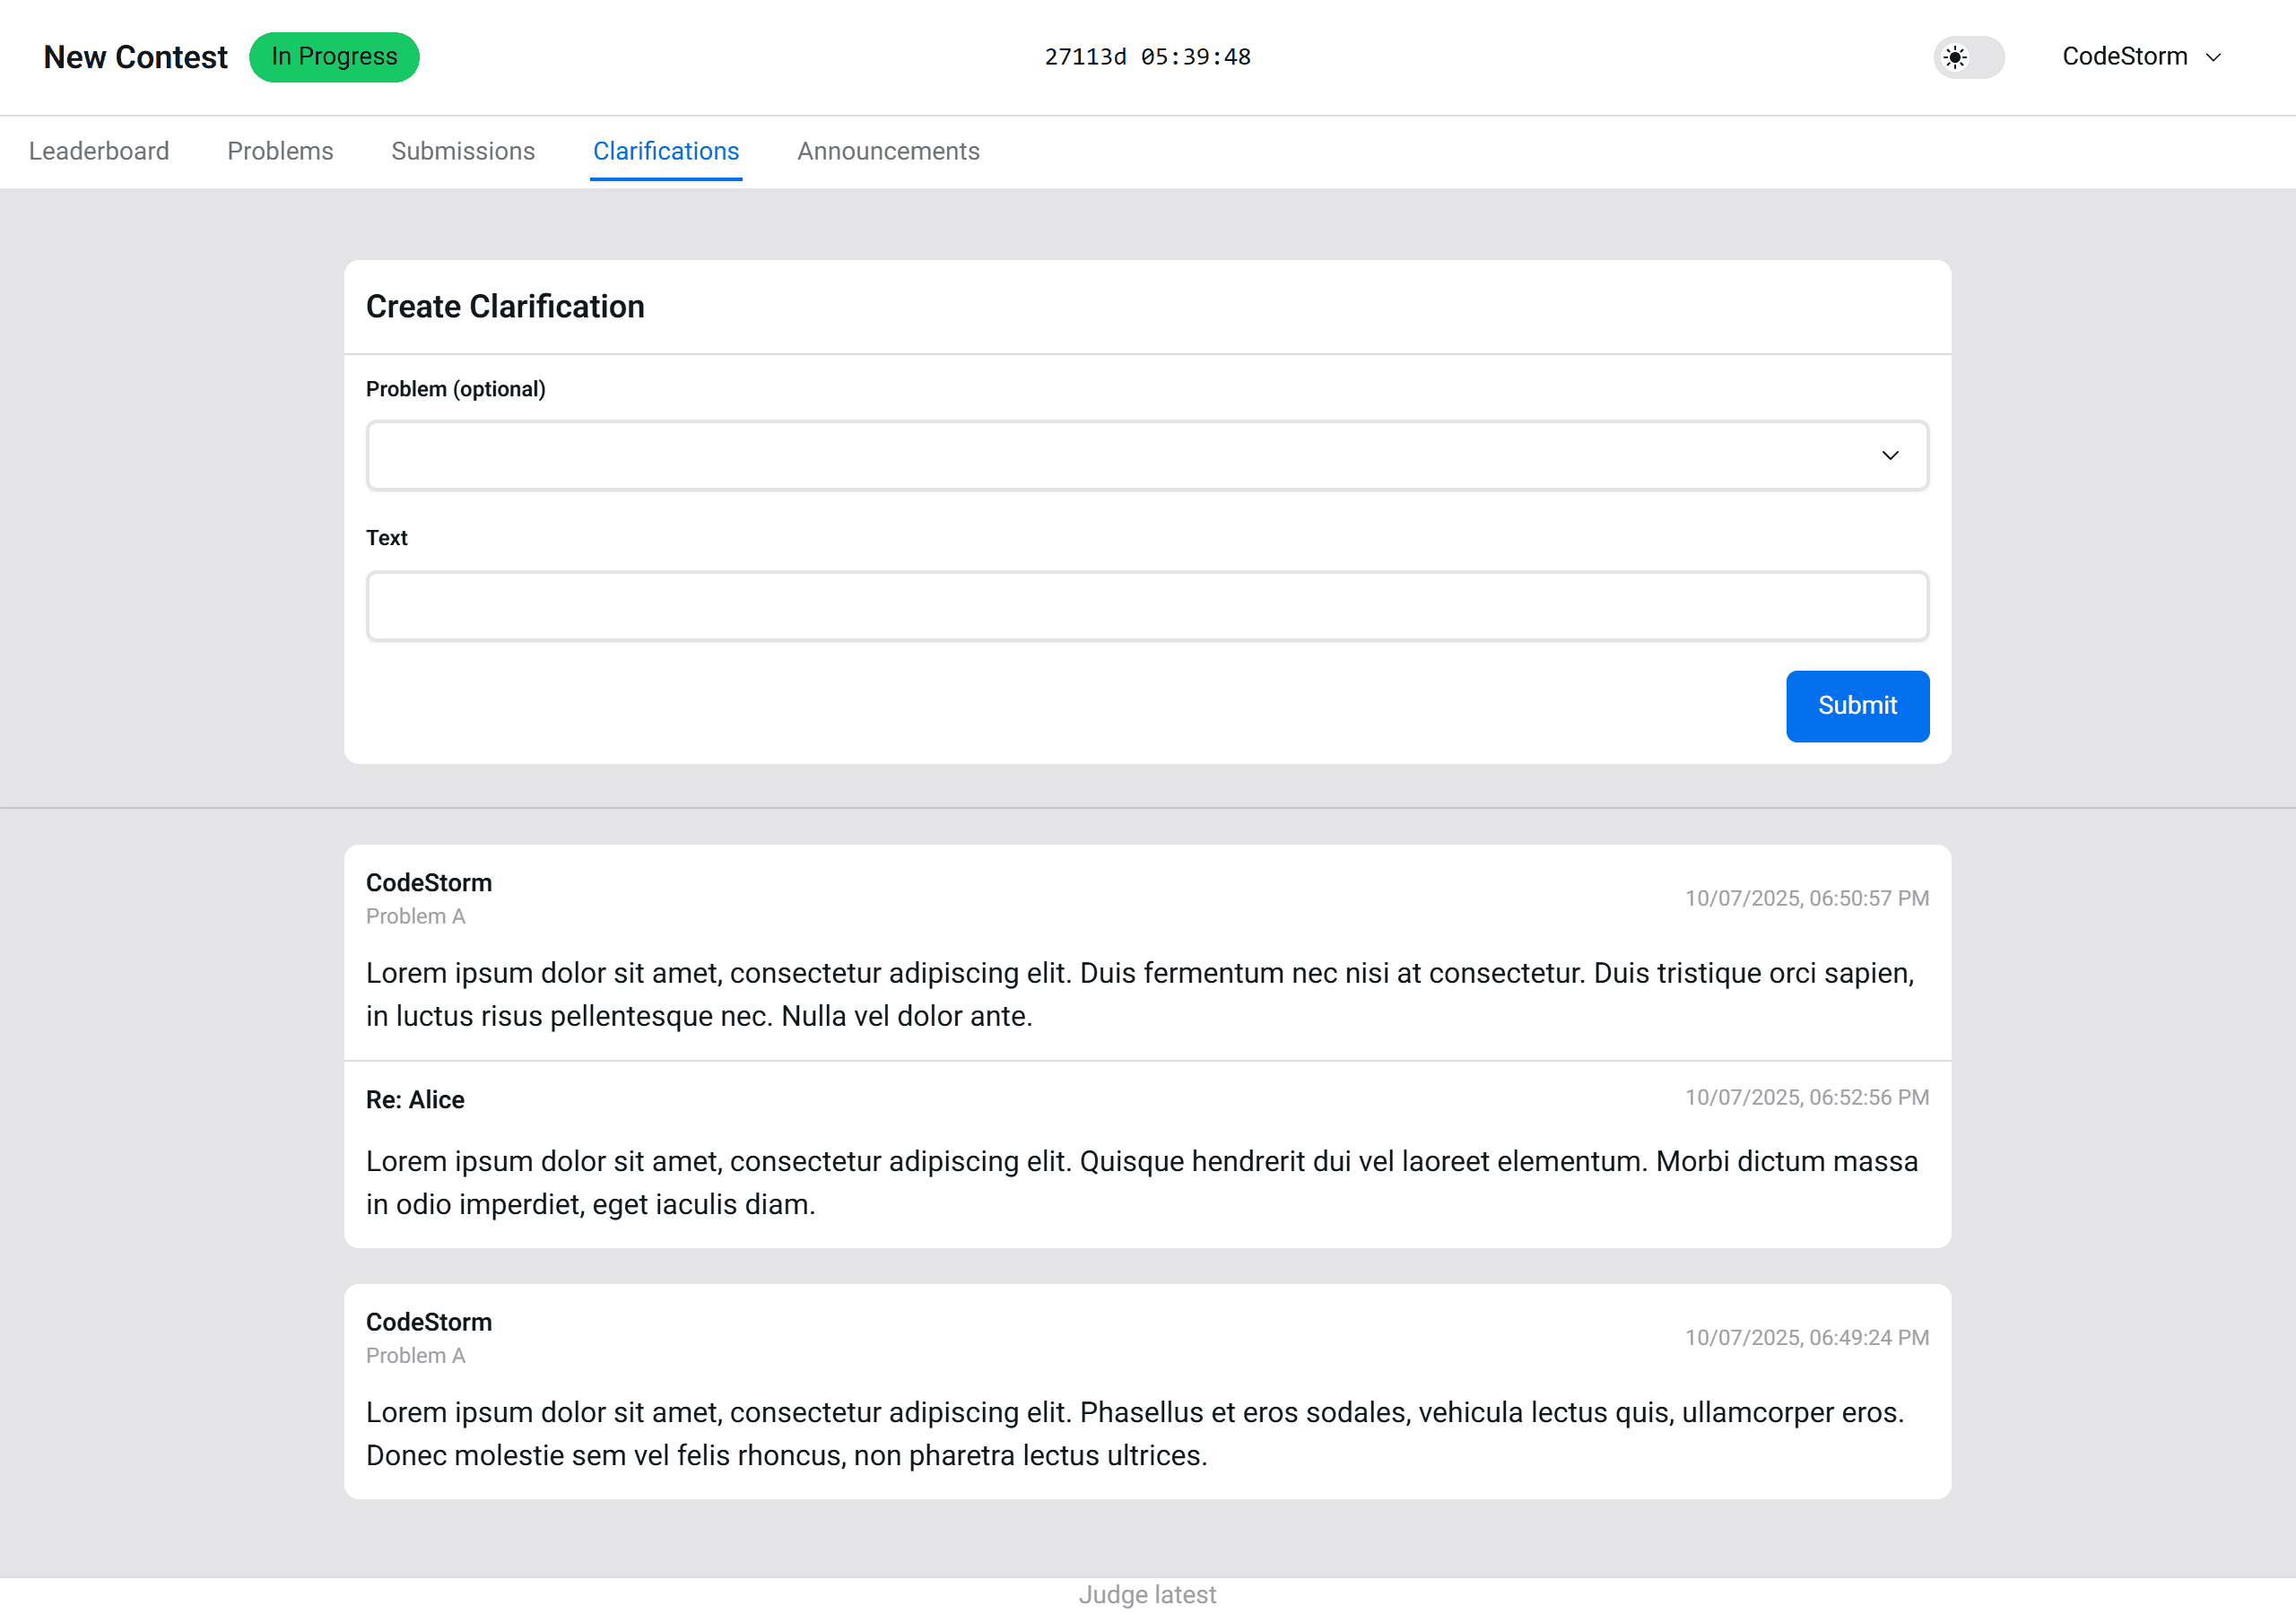 New Contest
In Progress
27113d 05:39:48
CodeStorm
Leaderboard
Problems
Submissions
Clarifications
Announcements
Create Clarification
Problem (optional)
Text
Submit
CodeStorm
Problem A
10/07/2025, 06:50:57 PM
Lorem ipsum dolor sit amet, consectetur adipiscing elit. Duis fermentum nec nisi at consectetur. Duis tristique orci sapien,
in luctus risus pellentesque nec. Nulla vel dolor ante.
Re: Alice
10/07/2025, 06:52:56 PM
Lorem ipsum dolor sit amet, consectetur adipiscing elit. Quisque hendrerit dui vel laoreet elementum. Morbi dictum massa
in odio imperdiet, eget iaculis diam.
CodeStorm
Problem A
10/07/2025, 06:49:24 PM
Lorem ipsum dolor sit amet, consectetur adipiscing elit. Phasellus et eros sodales, vehicula lectus quis, ullamcorper eros.
Donec molestie sem vel felis rhoncus, non pharetra lectus ultrices.
Judge latest